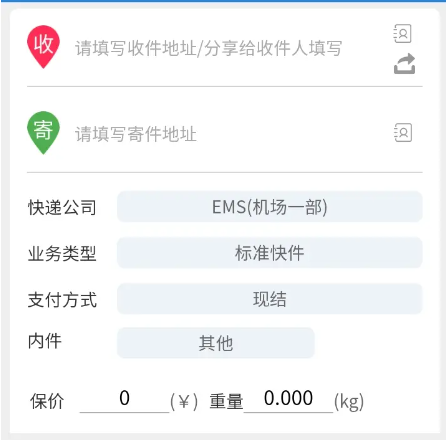 收 请填写收件地址/分享给收件人填写
寄 请填写寄件地址
快递公司 EMS(机场一部)
业务类型 标准快件
支付方式 现结
内件 其他
保价 0 (￥) 重量 0.000 (kg)